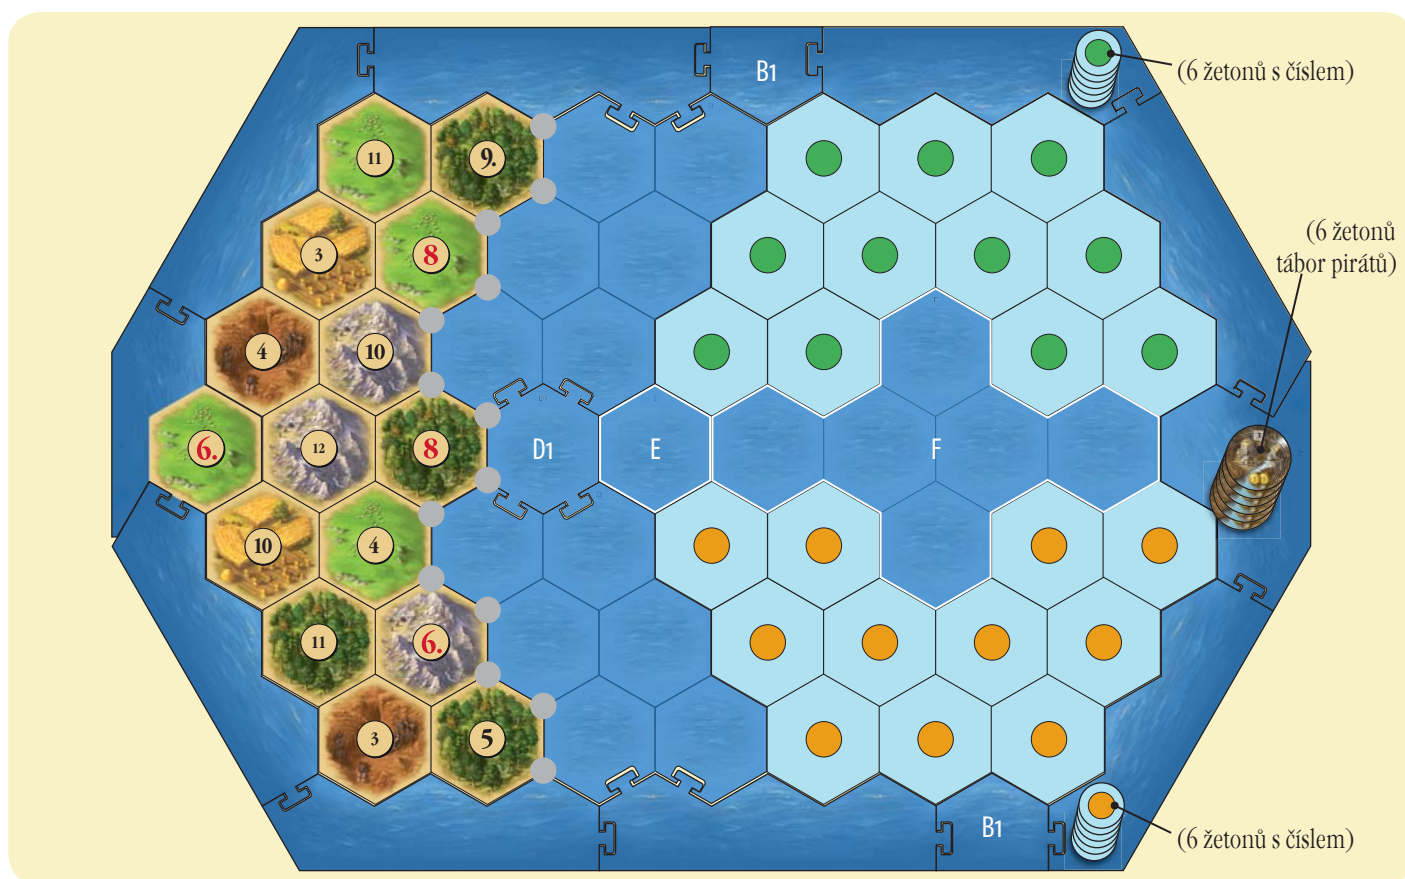 B1
(6 žetonů s číslem)
11
9.
3
8
(6 žetonů
tábor pirátů)
4
10
6.
12
8
D1
E
F
10
4
11
6.
3
5
B1
(6 žetonů s číslem)